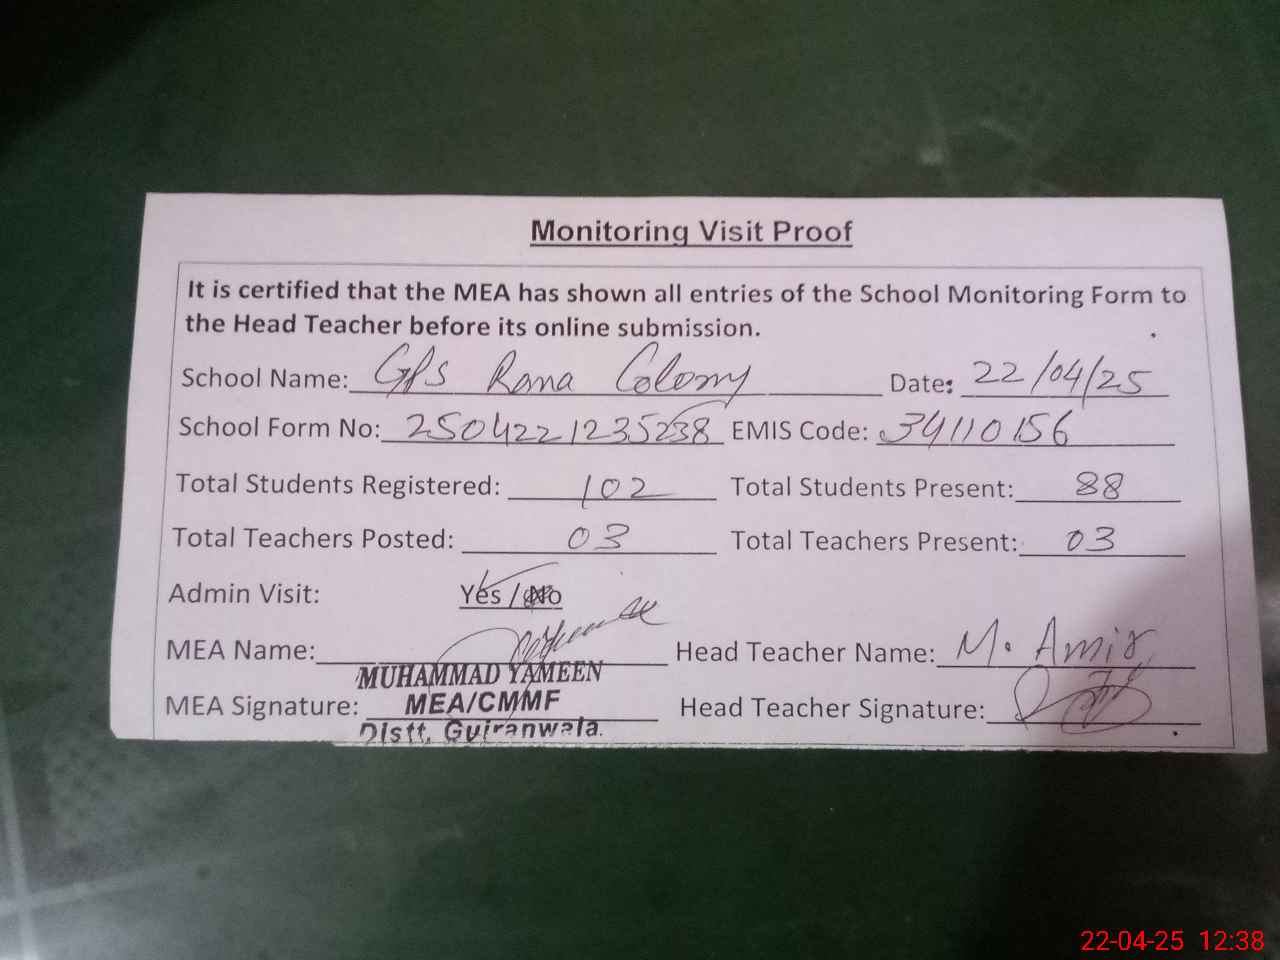 Monitoring Visit Proof
It is certified that the MEA has shown all entries of the School Monitoring Form to
the Head Teacher before its online submission.
School Name: GPS Rana Colony Date: 22/04/25
School Form No: 2504221235238 EMIS Code: 34110156
Total Students Registered: 102 Total Students Present: 88
Total Teachers Posted: 03 Total Teachers Present: 03
Admin Visit: Yes / No
MEA Name: Head Teacher Name: M. Amir
MUHAMMAD YAMEEN
MEA Signature: MEA/CMMF Head Teacher Signature:
Distt, Gujranwala.
22-04-25 12:38